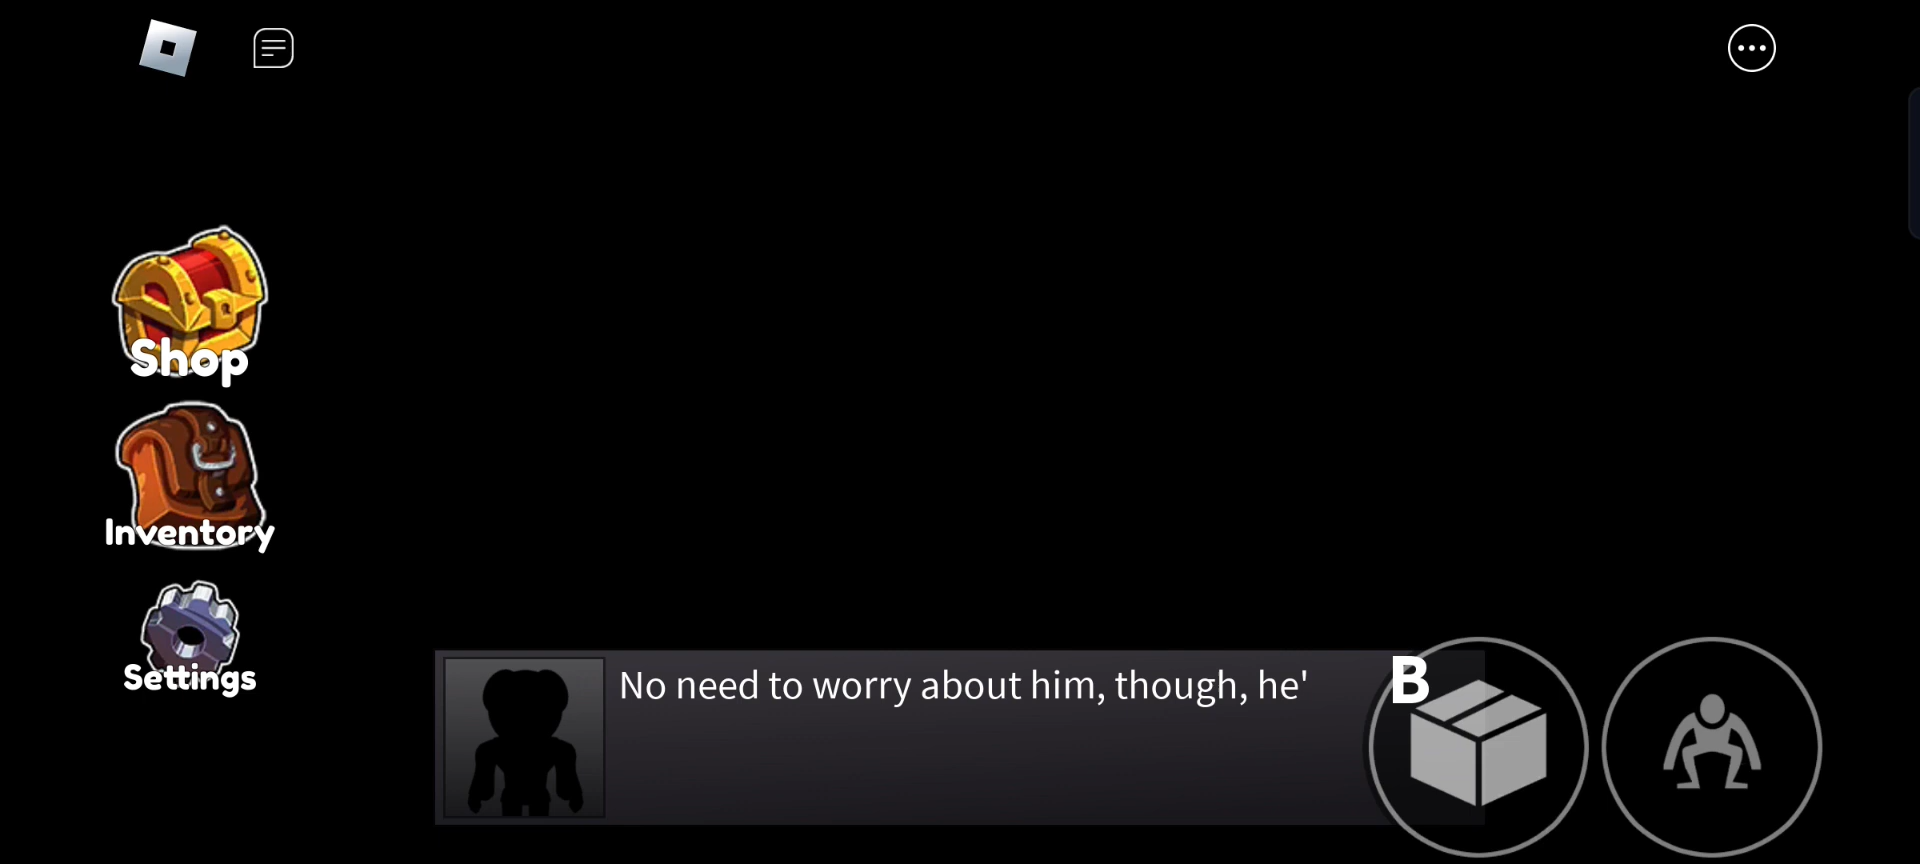 Shop
Inventory
Settings
No need to worry about him, though, he'
B